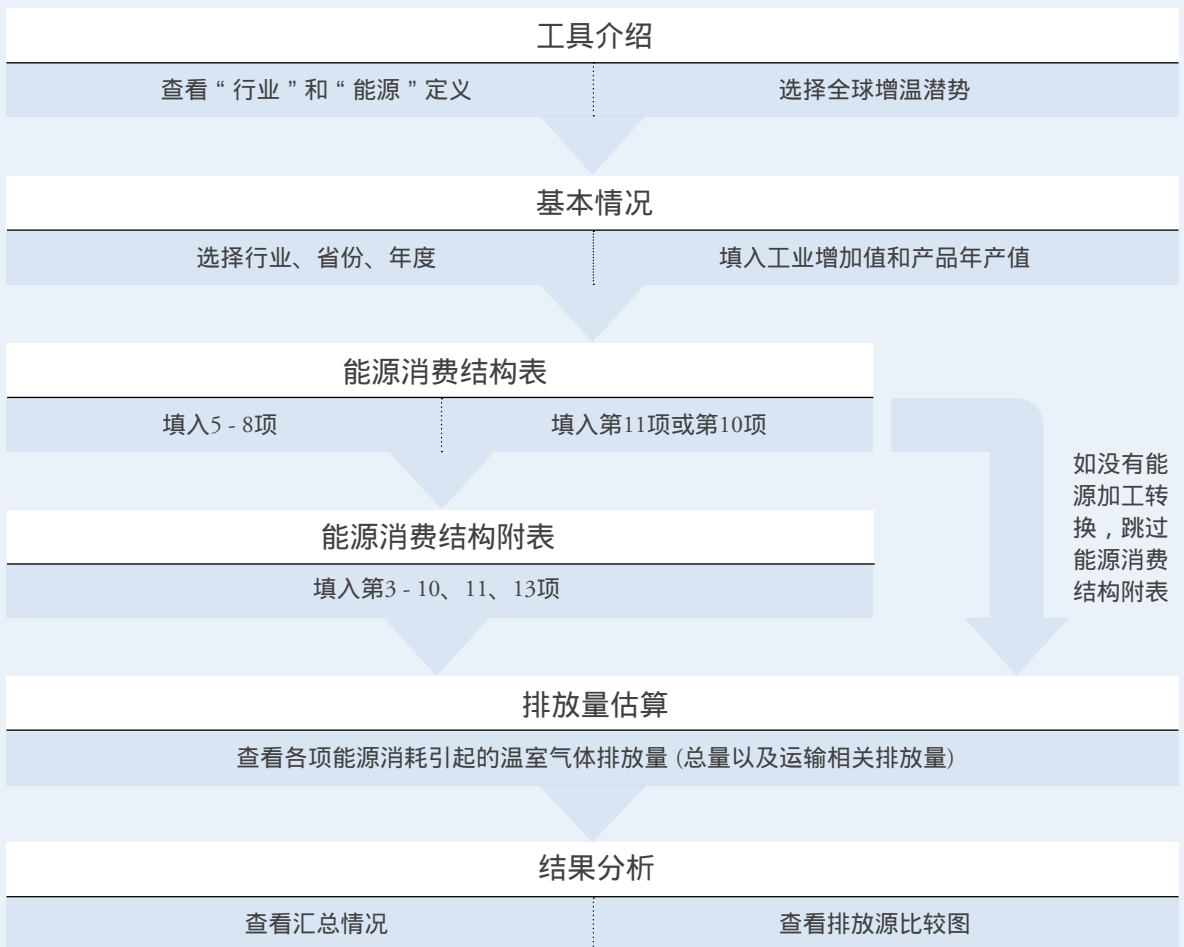 工具介绍
查看“行业”和“能源”定义
选择全球增温潜势
基本情况
选择行业、省份、年度
填入工业增加值和产品年产值
能源消费结构表
填入5 - 8项
填入第11项或第10项
如没有能
源加工转
换，跳过
能源消费
结构附表
能源消费结构附表
填入第3 - 10、11、13项
排放量估算
查看各项能源消耗引起的温室气体排放量 (总量以及运输相关排放量)
结果分析
查看汇总情况
查看排放源比较图